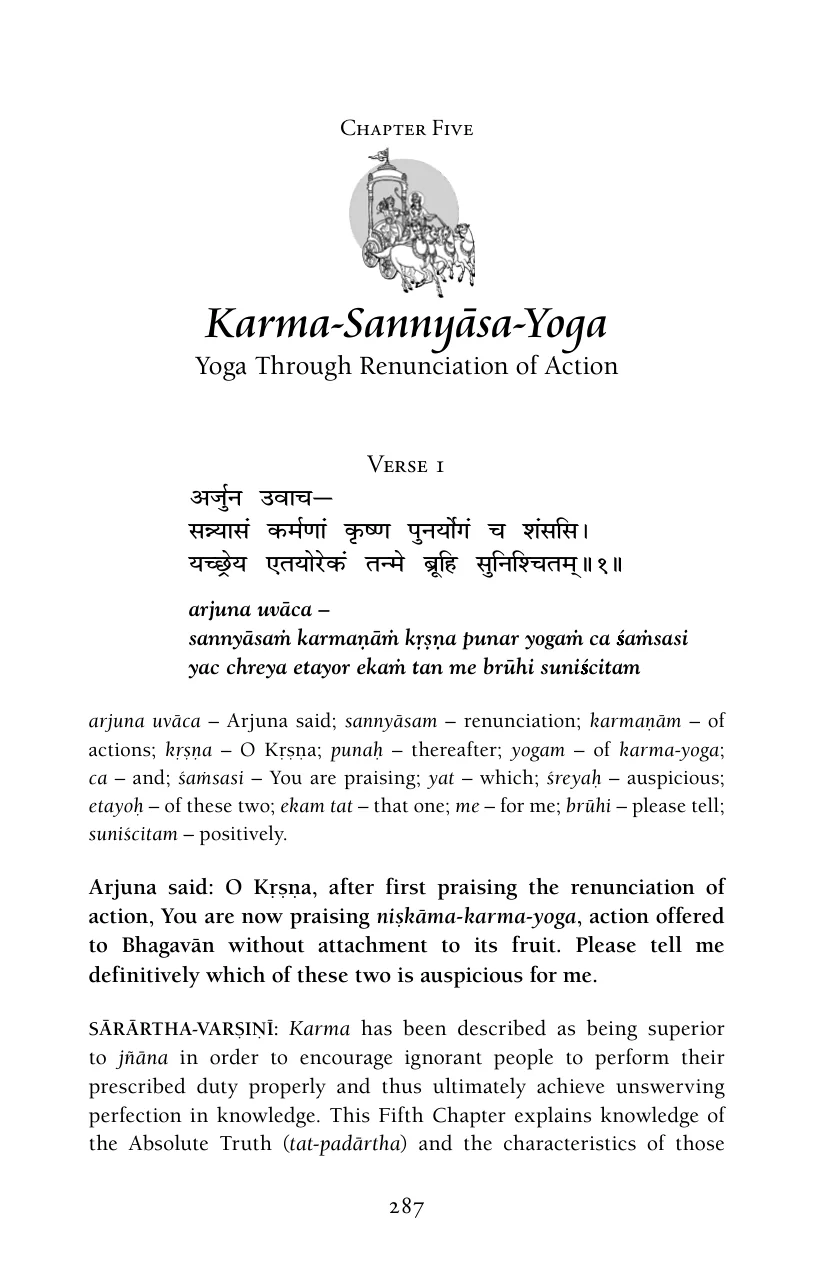 Chapter Five
Karma-Sannyāsa-Yoga
Yoga Through Renunciation of Action
Verse 1
अर्जुन उवाच—
सन्न्यासं कर्मणां कृष्ण पुनर्योगं च शंससि।
यच्छ्रेय एतयोरेकं तन्मे ब्रूहि सुनिश्चितम्॥१॥
arjuna uvāca –
sannyāsaṁ karmaṇāṁ kṛṣṇa punar yogaṁ ca śaṁsasi
yac chreya etayor ekaṁ tan me brūhi suniścitam
arjuna uvāca – Arjuna said; sannyāsam – renunciation; karmaṇām – of
actions; kṛṣṇa – O Kṛṣṇa; punaḥ – thereafter; yogam – of karma-yoga;
ca – and; śaṁsasi – You are praising; yat – which; śreyaḥ – auspicious;
etayoḥ – of these two; ekam tat – that one; me – for me; brūhi – please tell;
suniścitam – positively.
Arjuna said: O Kṛṣṇa, after first praising the renunciation of
action, You are now praising niṣkāma-karma-yoga, action offered
to Bhagavān without attachment to its fruit. Please tell me
definitively which of these two is auspicious for me.
SĀRĀRTHA-VARṢIṆĪ: Karma has been described as being superior
to jñāna in order to encourage ignorant people to perform their
prescribed duty properly and thus ultimately achieve unswerving
perfection in knowledge. This Fifth Chapter explains knowledge of
the Absolute Truth (tat-padārtha) and the characteristics of those
287